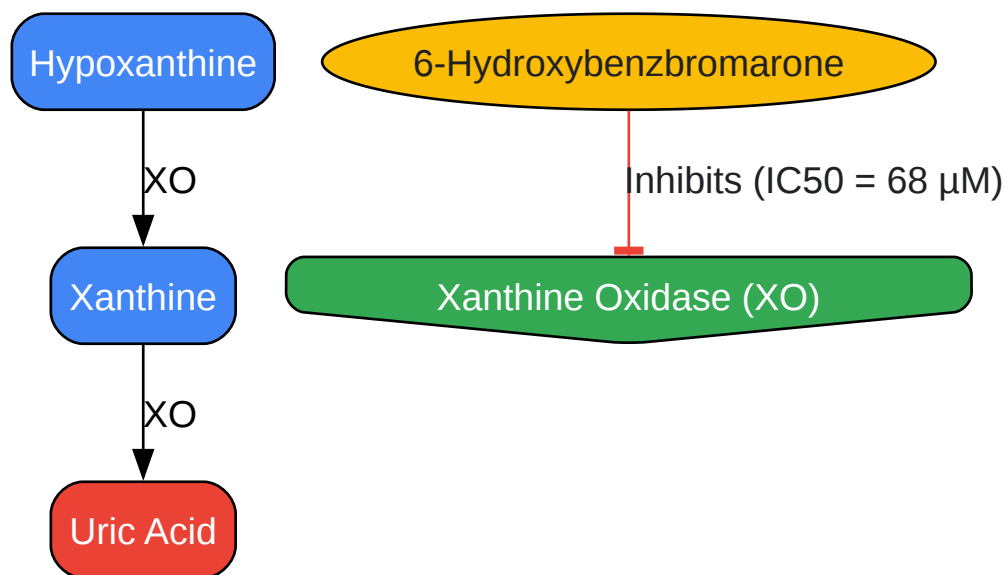 Hypoxanthine
6-Hydroxybenzbromarone
XO
Inhibits (IC50 = 68 µM)
Xanthine
Xanthine Oxidase (XO)
XO
Uric Acid